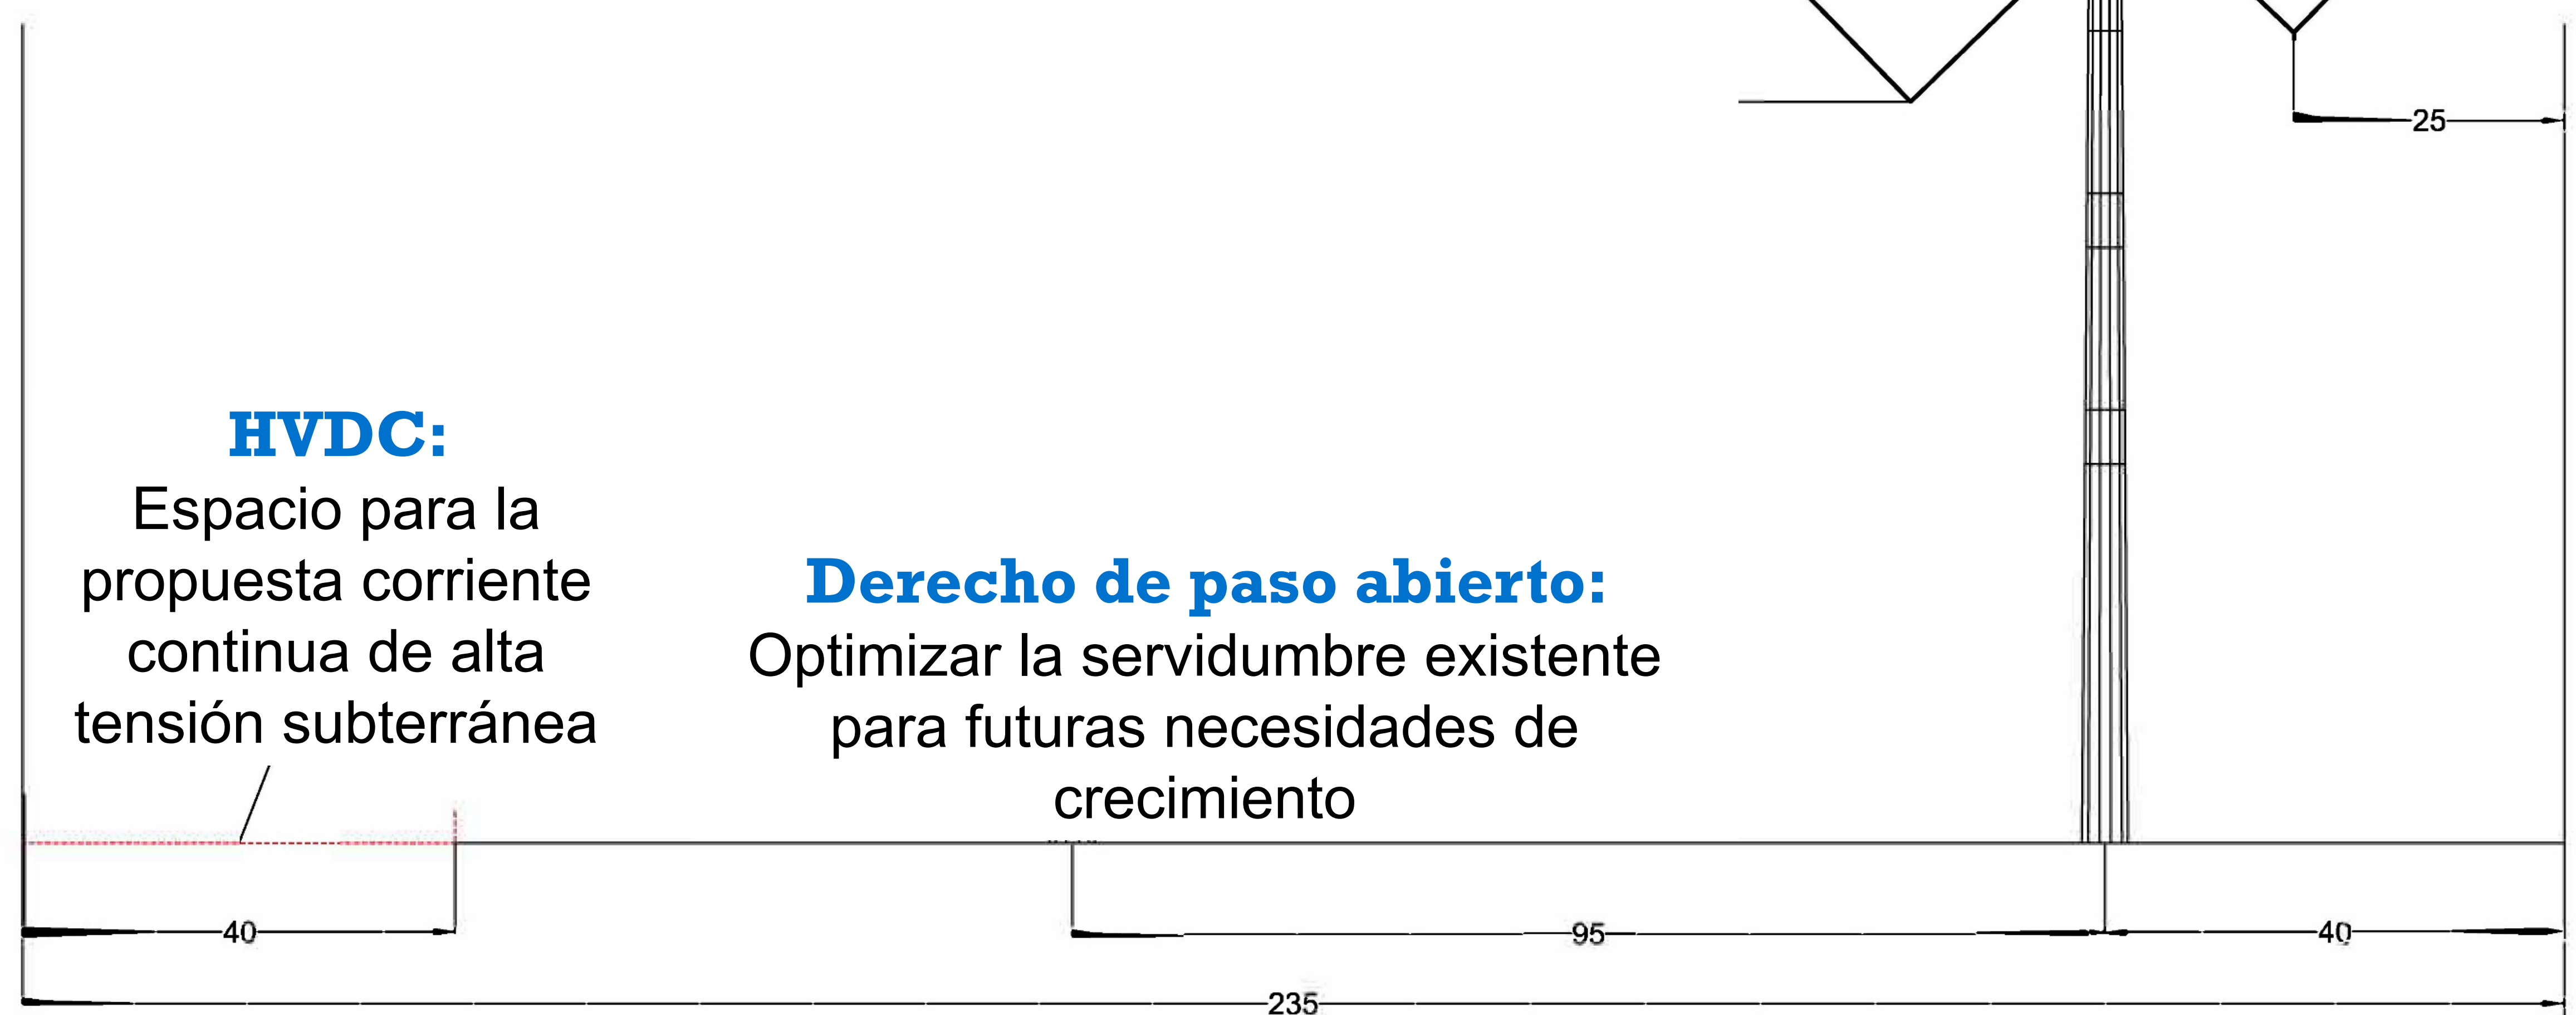 25
HVDC:
Espacio para la
propuesta corriente
continua de alta
tensión subterránea
Derecho de paso abierto:
Optimizar la servidumbre existente
para futuras necesidades de
crecimiento
40
95
40
235